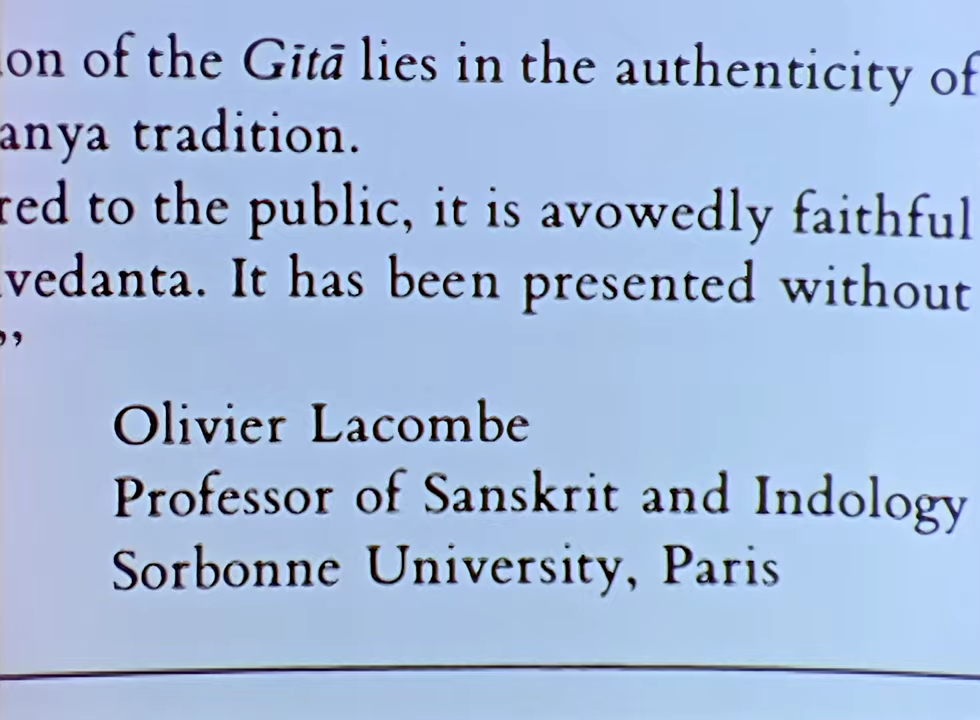 on of the Gītā lies in the authenticity of
anya tradition.
red to the public, it is avowedly faithful
vedanta. It has been presented without
”
Olivier Lacombe
Professor of Sanskrit and Indology
Sorbonne University, Paris